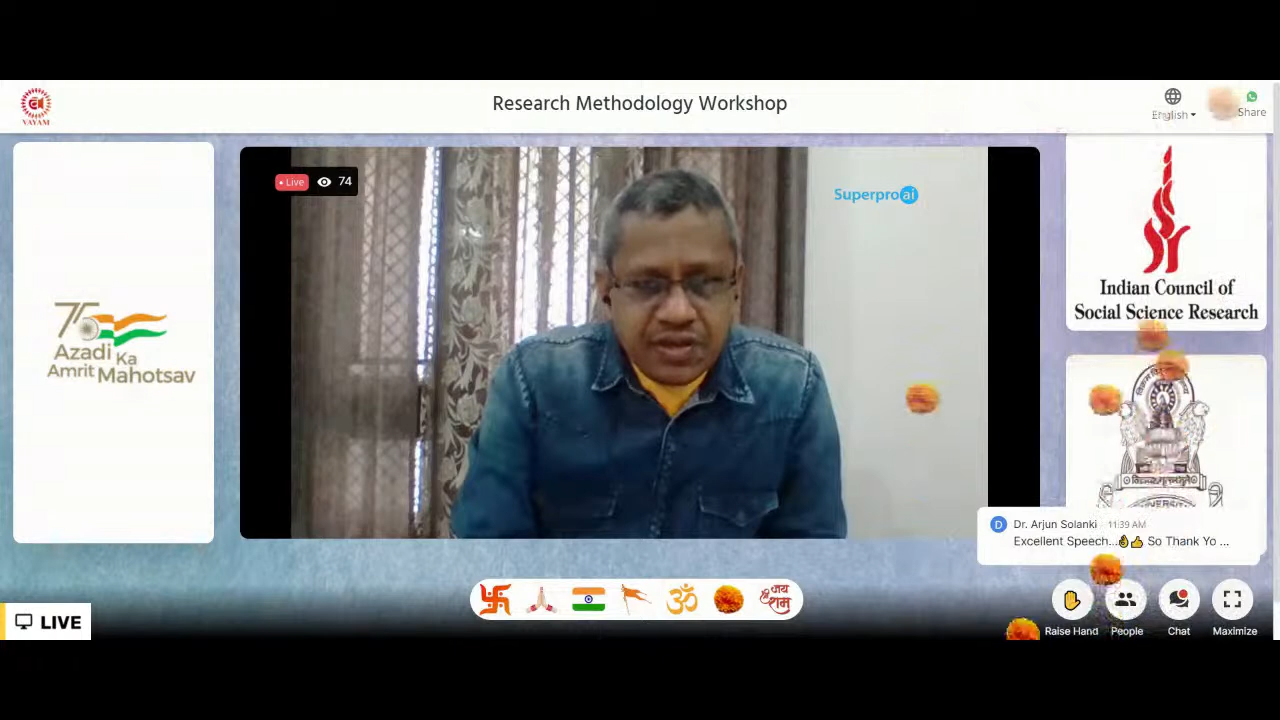 Research Methodology Workshop
VAYAM
English
Share
Live 74
Superpro ai
75
Azadi Ka
Amrit Mahotsav
Indian Council of
Social Science Research
D Dr. Arjun Solanki 11:39 AM
Excellent Speech...👌👍 So Thank Yo ...
ॐ
श्री जय
राम
LIVE
Raise Hand People Chat Maximize